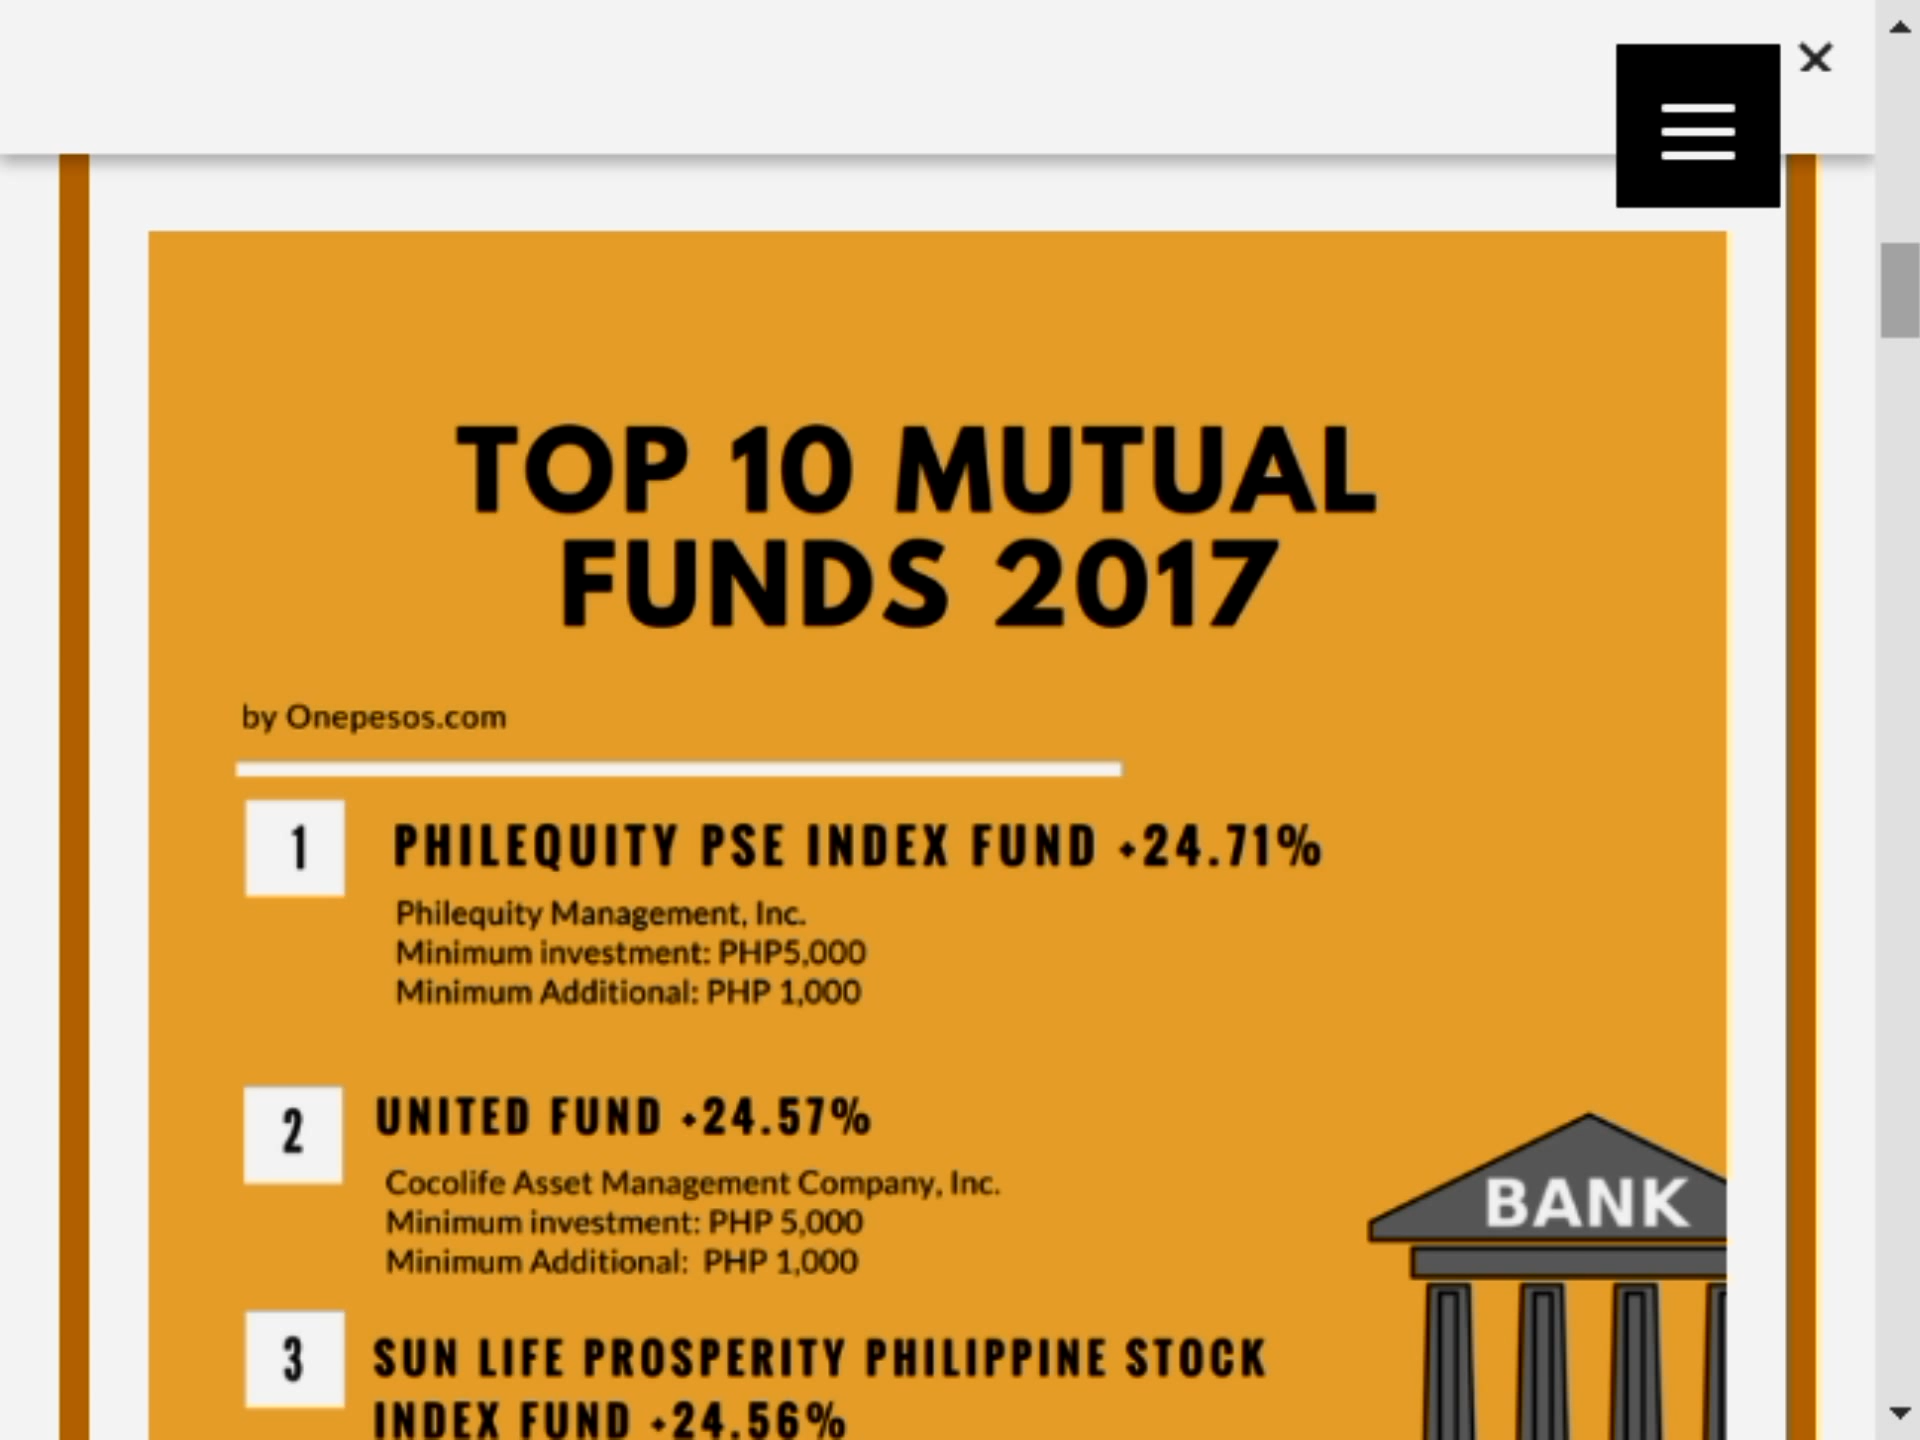 TOP 10 MUTUAL
FUNDS 2017
by Onepesos.com
1
PHILEQUITY PSE INDEX FUND +24.71%
Philequity Management, Inc.
Minimum investment: PHP5,000
Minimum Additional: PHP 1,000
2
UNITED FUND +24.57%
Cocolife Asset Management Company, Inc.
Minimum investment: PHP 5,000
Minimum Additional: PHP 1,000
BANK
3
SUN LIFE PROSPERITY PHILIPPINE STOCK
INDEX FUND +24.56%